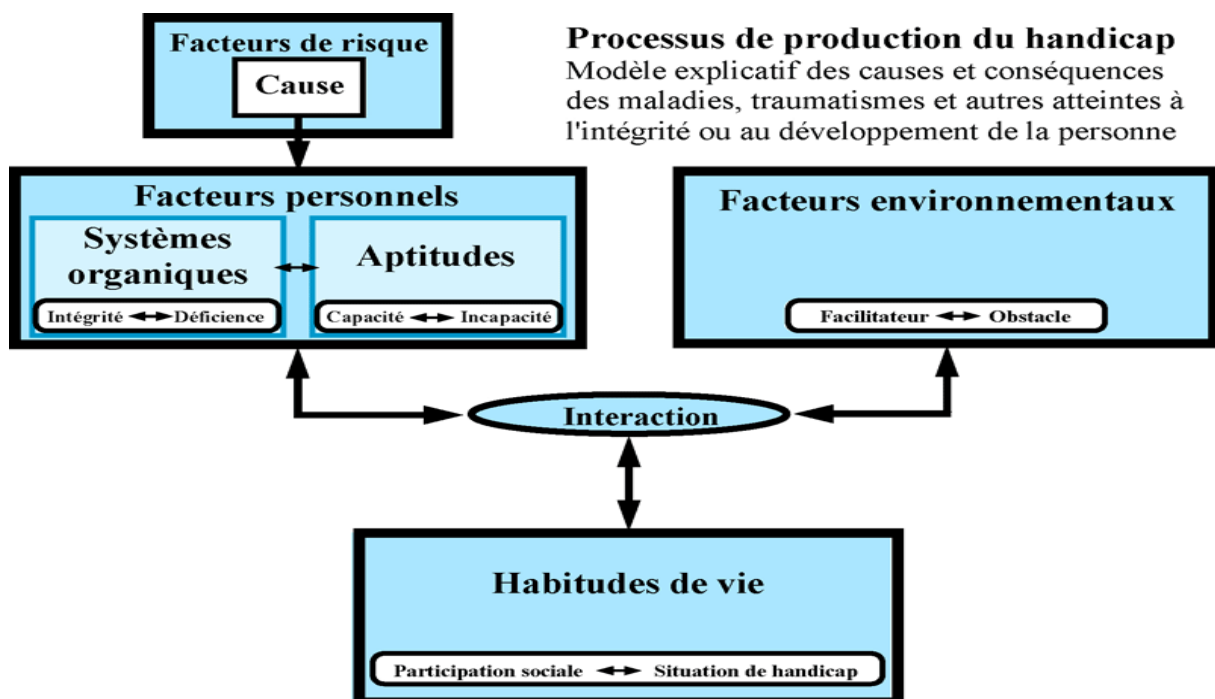 Facteurs de risque
Cause
Processus de production du handicap
Modèle explicatif des causes et conséquences
des maladies, traumatismes et autres atteintes à
l'intégrité ou au développement de la personne
Facteurs personnels
Systèmes
organiques
Intégrité Déficience
Aptitudes
Capacité Incapacité
Facteurs environnementaux
Facilitateur Obstacle
Interaction
Habitudes de vie
Participation sociale Situation de handicap